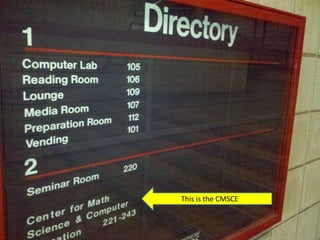 Directory
1
Computer Lab 105
Reading Room 106
Lounge 109
Media Room 107
Preparation Room 112
Vending 101
2
Seminar Room 220
Center for Math
Science & Computer
221-243
This is the CMSCE